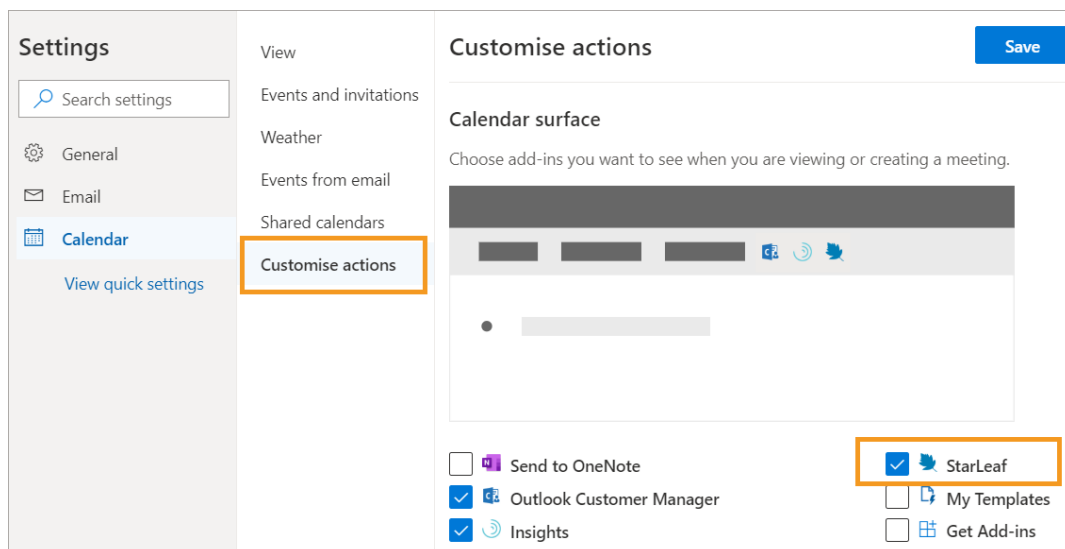 Settings
Search settings
General
Email
Calendar
View quick settings
View
Events and invitations
Weather
Events from email
Shared calendars
Customise actions
Customise actions
Save
Calendar surface
Choose add-ins you want to see when you are viewing or creating a meeting.
Send to OneNote
Outlook Customer Manager
Insights
StarLeaf
My Templates
Get Add-ins